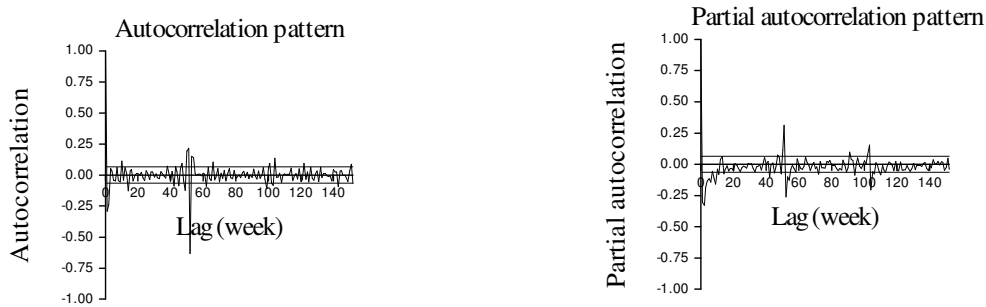 Autocorrelation pattern
Autocorrelation
1.00
0.75
0.50
0.25
0.00
-0.25
-0.50
-0.75
-1.00
0 20 40 60 80 100 120 140
Lag (week)
Partial autocorrelation pattern
Partial autocorrelation
1.00
0.75
0.50
0.25
0.00
-0.25
-0.50
-0.75
-1.00
0 20 40 60 80 100 120 140
Lag (week)